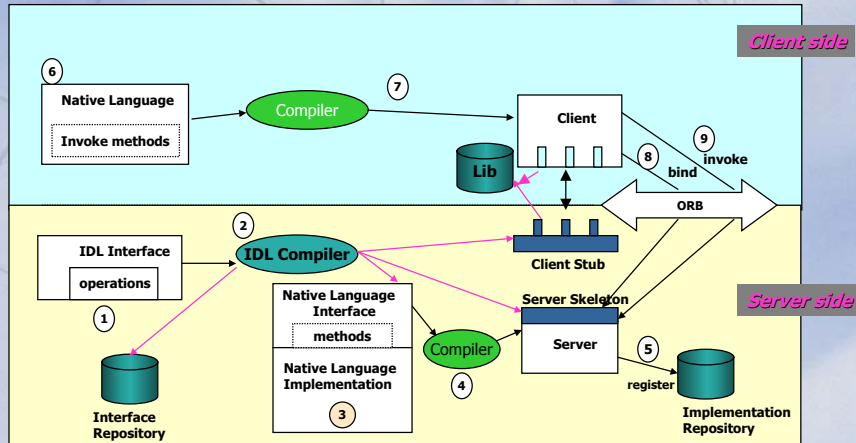 Client side
6
Native Language
Invoke methods
Compiler
7
Client
Lib
8
bind
9
invoke
ORB
2
IDL Compiler
IDL Interface
operations
1
Client Stub
Server side
Native Language
Interface
methods
Native Language
Implementation
3
Compiler
4
Server Skeleton
Server
5
register
Interface
Repository
Implementation
Repository